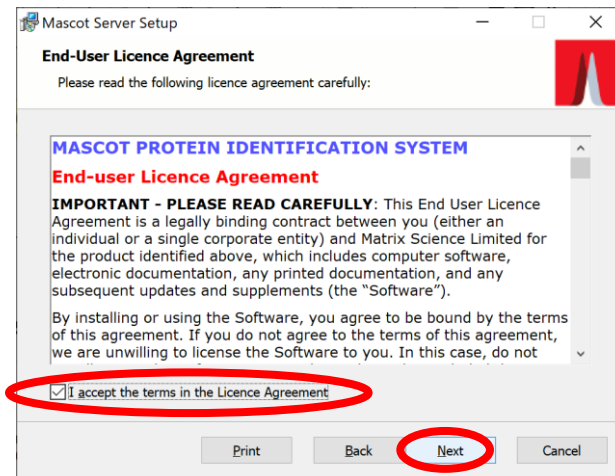 Mascot Server Setup
End-User Licence Agreement
Please read the following licence agreement carefully:
MASCOT PROTEIN IDENTIFICATION SYSTEM
End-user Licence Agreement
IMPORTANT - PLEASE READ CAREFULLY: This End User Licence
Agreement is a legally binding contract between you (either an
individual or a single corporate entity) and Matrix Science Limited for
the product identified above, which includes computer software,
electronic documentation, any printed documentation, and any
subsequent updates and supplements (the “Software”).
By installing or using the Software, you agree to be bound by the terms
of this agreement. If you do not agree to the terms of this agreement,
we are unwilling to license the Software to you. In this case, do not
I accept the terms in the Licence Agreement
Print Back Next Cancel